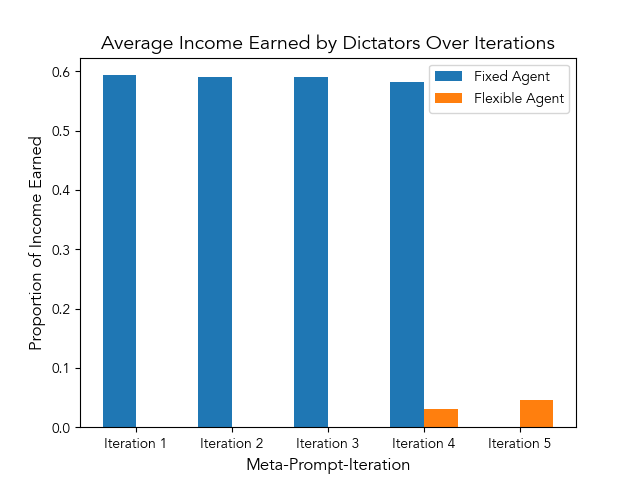 Average Income Earned by Dictators Over Iterations
Fixed Agent
Flexible Agent
Proportion of Income Earned
0.6
0.5
0.4
0.3
0.2
0.1
0.0
Iteration 1
Iteration 2
Iteration 3
Iteration 4
Iteration 5
Meta-Prompt-Iteration